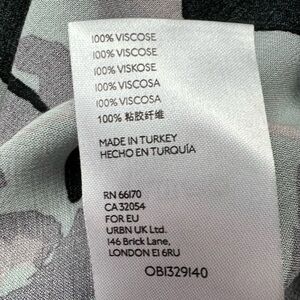 100% VISCOSE
100% VISCOSE
100% VISKOSE
100% VISCOSA
100% VISCOSA
100% 粘胶纤维
MADE IN TURKEY
HECHO EN TURQUÍA
RN 66170
CA 32054
FOR EU
URBN UK Ltd.
146 Brick Lane,
LONDON E1 6RU
OB1329140